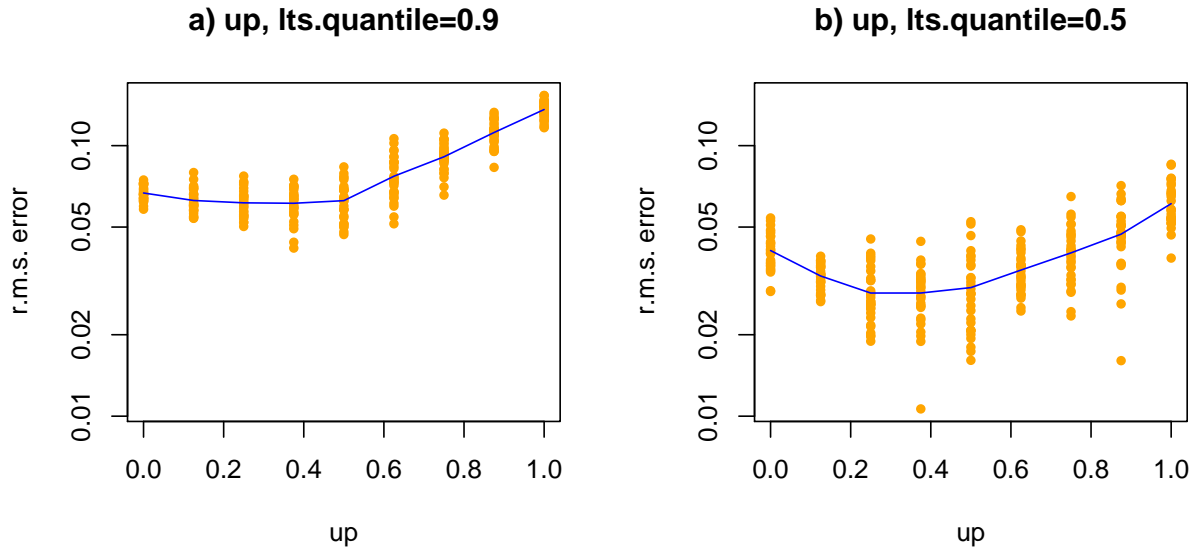 a) up, lts.quantile=0.9
r.m.s. error
0.10
0.05
0.02
0.01
0.0 0.2 0.4 0.6 0.8 1.0
up
b) up, lts.quantile=0.5
r.m.s. error
0.10
0.05
0.02
0.01
0.0 0.2 0.4 0.6 0.8 1.0
up